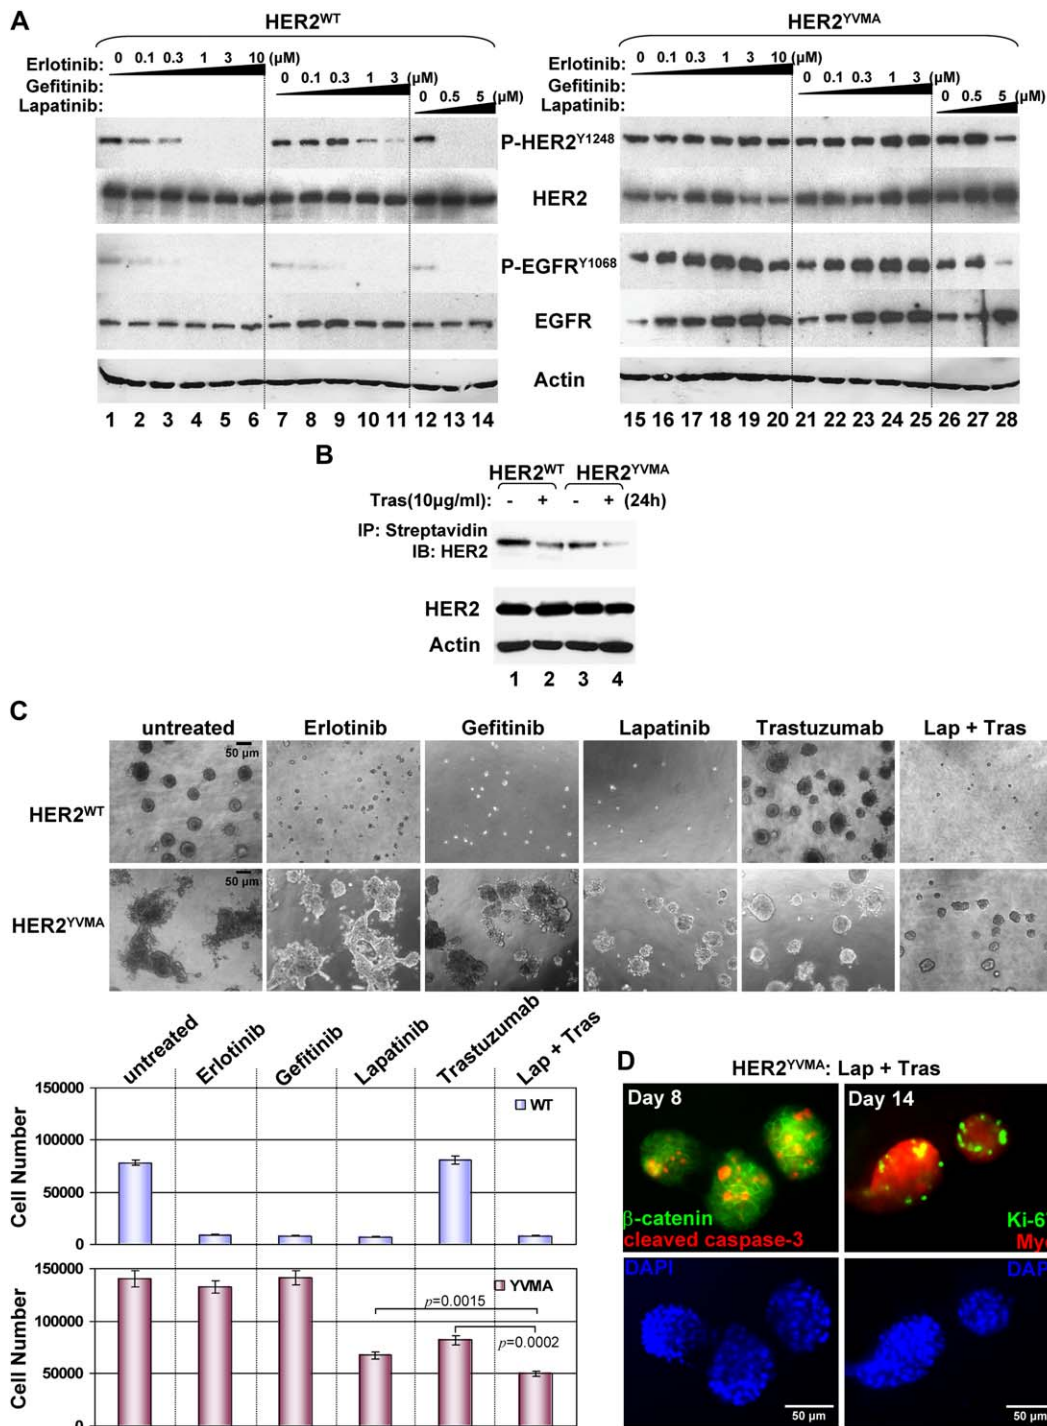 A
HER2WT
HER2YVMA
Erlotinib: 0 0.1 0.3 1 3 10 (µM)
Gefitinib: 0 0.1 0.3 1 3 (µM)
Lapatinib: 0 0.5 5 (µM)
Erlotinib: 0 0.1 0.3 1 3 10 (µM)
Gefitinib: 0 0.1 0.3 1 3 (µM)
Lapatinib: 0 0.5 5 (µM)
P-HER2Y1248
HER2
P-EGFRY1068
EGFR
Actin
1 2 3 4 5 6 7 8 9 10 11 12 13 14
15 16 17 18 19 20 21 22 23 24 25 26 27 28
B
HER2WT HER2YVMA
Tras(10µg/ml): - + - + (24h)
IP: Streptavidin
IB: HER2
HER2
Actin
1 2 3 4
C
untreated Erlotinib Gefitinib Lapatinib Trastuzumab Lap + Tras
50 µm
HER2WT
50 µm
HER2YVMA
untreated Erlotinib Gefitinib Lapatinib Trastuzumab Lap + Tras
150000
100000
50000
0
Cell Number
WT
150000
100000
50000
0
Cell Number
YVMA
p=0.0015
p=0.0002
D
HER2YVMA: Lap + Tras
Day 8
Day 14
β-catenin
cleaved caspase-3
Ki-67
Myc
DAPI
DAPI
50 µm
50 µm